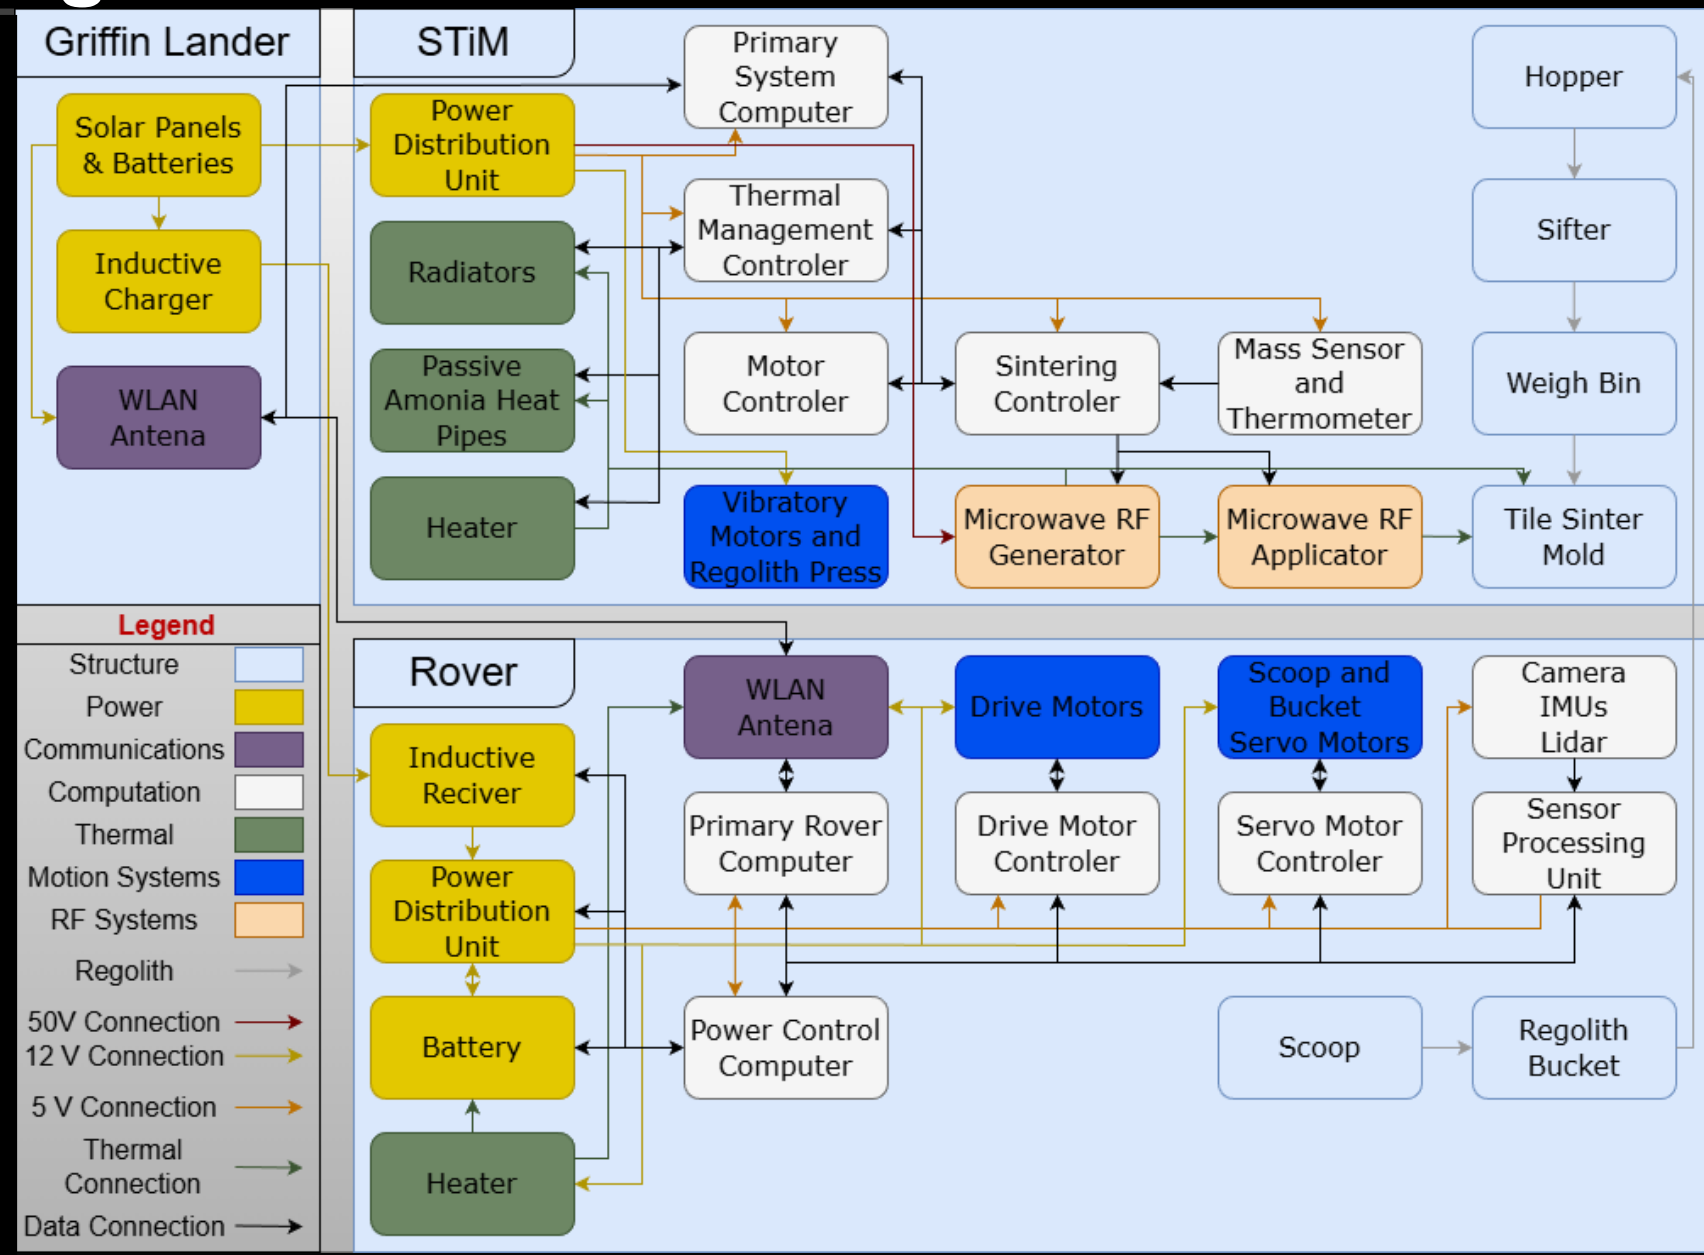 Griffin Lander
Solar Panels
& Batteries
Inductive
Charger
WLAN
Antena
STiM
Power
Distribution
Unit
Radiators
Passive
Amonia Heat
Pipes
Heater
Primary
System
Computer
Thermal
Management
Controler
Motor
Controler
Vibratory
Motors and
Regolith Press
Sintering
Controler
Microwave RF
Generator
Mass Sensor
and
Thermometer
Microwave RF
Applicator
Hopper
Sifter
Weigh Bin
Tile Sinter
Mold
Legend
Structure
Power
Communications
Computation
Thermal
Motion Systems
RF Systems
Regolith
50V Connection
12 V Connection
5 V Connection
Thermal
Connection
Data Connection
Rover
Inductive
Reciver
Power
Distribution
Unit
Battery
Heater
WLAN
Antena
Primary Rover
Computer
Power Control
Computer
Drive Motors
Drive Motor
Controler
Scoop and
Bucket
Servo Motors
Servo Motor
Controler
Camera
IMUs
Lidar
Sensor
Processing
Unit
Scoop
Regolith
Bucket